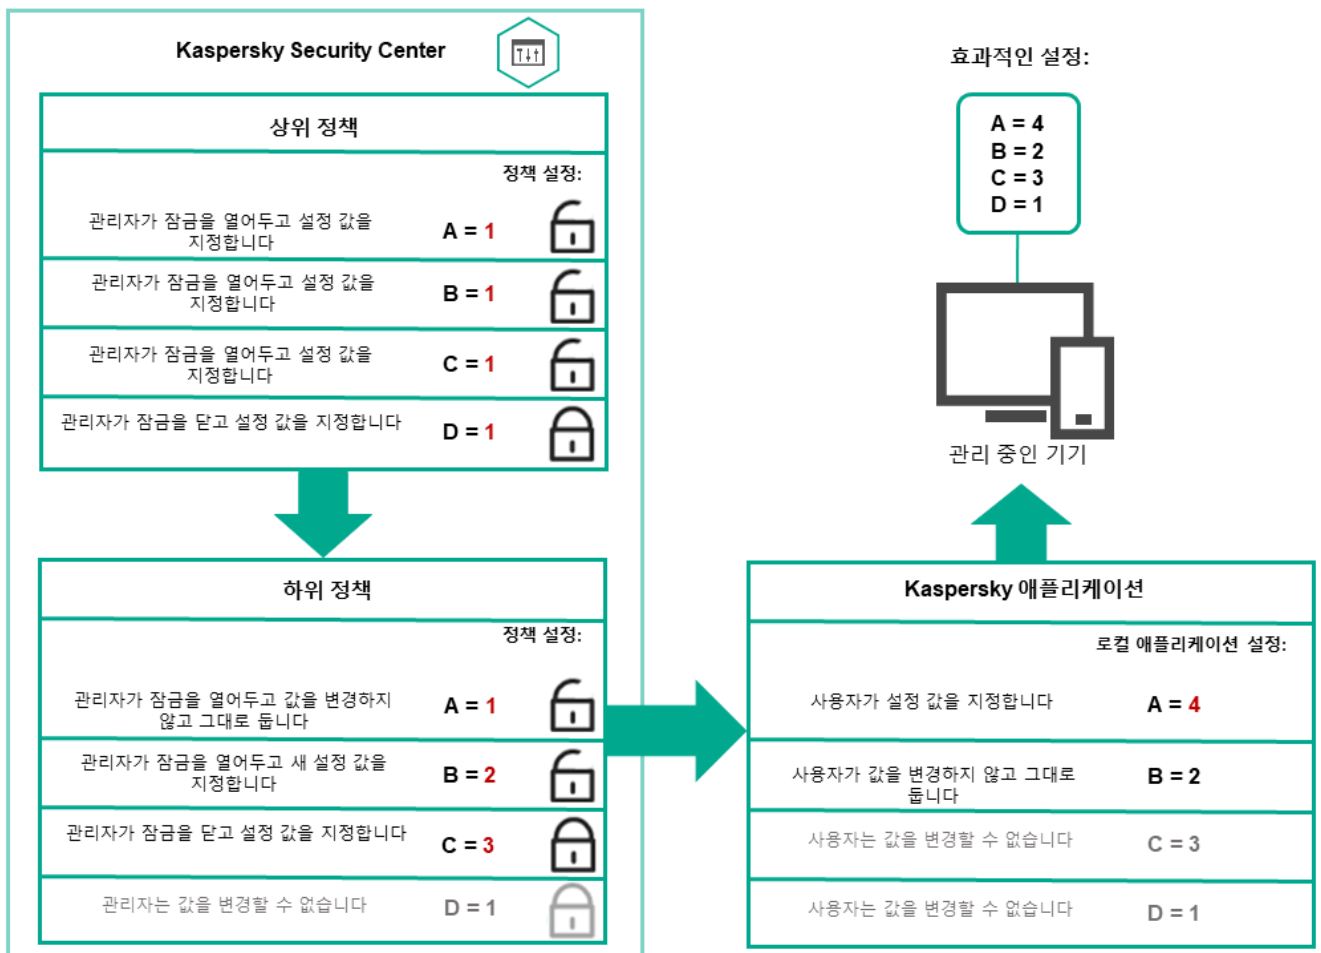 Kaspersky Security Center
상위 정책
정책 설정:
관리자가 잠금을 열어두고 설정 값을
지정합니다
A = 1
관리자가 잠금을 열어두고 설정 값을
지정합니다
B = 1
관리자가 잠금을 열어두고 설정 값을
지정합니다
C = 1
관리자가 잠금을 닫고 설정 값을 지정합니다
D = 1
하위 정책
정책 설정:
관리자가 잠금을 열어두고 값을 변경하지
않고 그대로 둡니다
A = 1
관리자가 잠금을 열어두고 새 설정 값을
지정합니다
B = 2
관리자가 잠금을 닫고 설정 값을 지정합니다
C = 3
관리자는 값을 변경할 수 없습니다
D = 1
Kaspersky 애플리케이션
로컬 애플리케이션 설정:
사용자가 설정 값을 지정합니다
A = 4
사용자가 값을 변경하지 않고 그대로
둡니다
B = 2
사용자는 값을 변경할 수 없습니다
C = 3
사용자는 값을 변경할 수 없습니다
D = 1
효과적인 설정:
A = 4
B = 2
C = 3
D = 1
관리 중인 기기